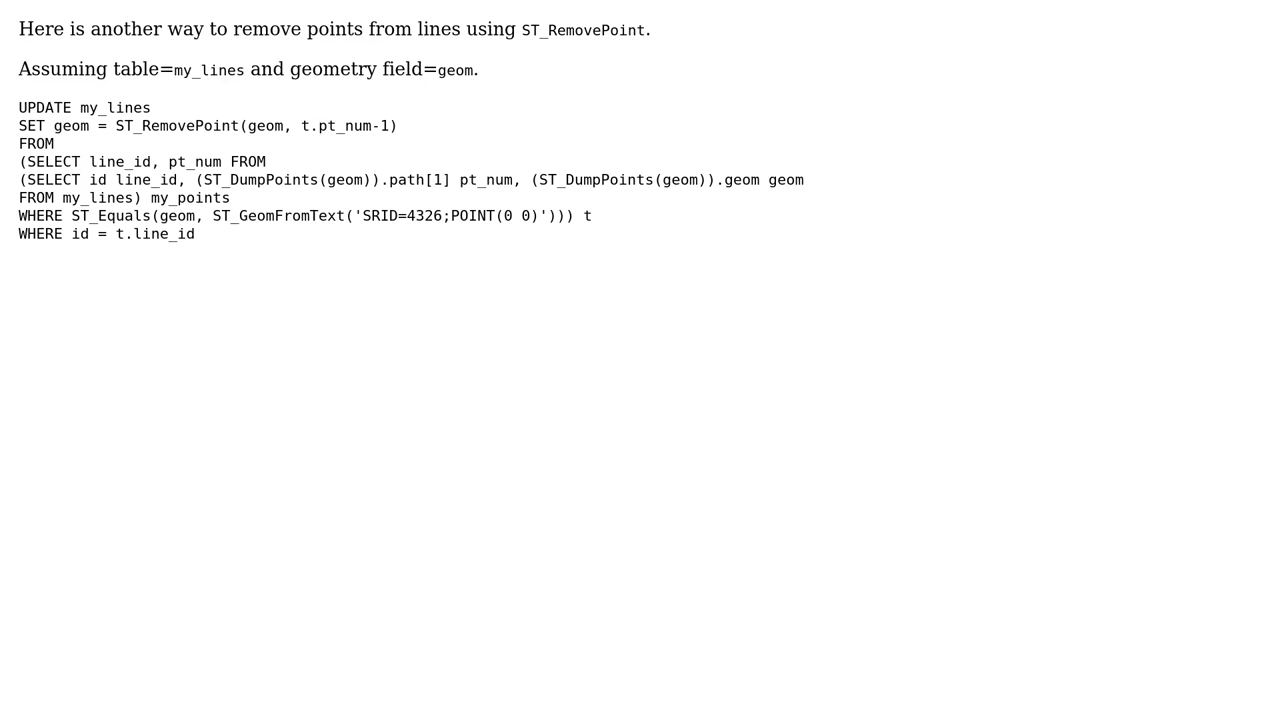 Here is another way to remove points from lines using ST_RemovePoint.
Assuming table=my_lines and geometry field=geom.
UPDATE my_lines
SET geom = ST_RemovePoint(geom, t.pt_num-1)
FROM
(SELECT line_id, pt_num FROM
(SELECT id line_id, (ST_DumpPoints(geom)).path[1] pt_num, (ST_DumpPoints(geom)).geom geom
FROM my_lines) my_points
WHERE ST_Equals(geom, ST_GeomFromText('SRID=4326;POINT(0 0)'))) t
WHERE id = t.line_id